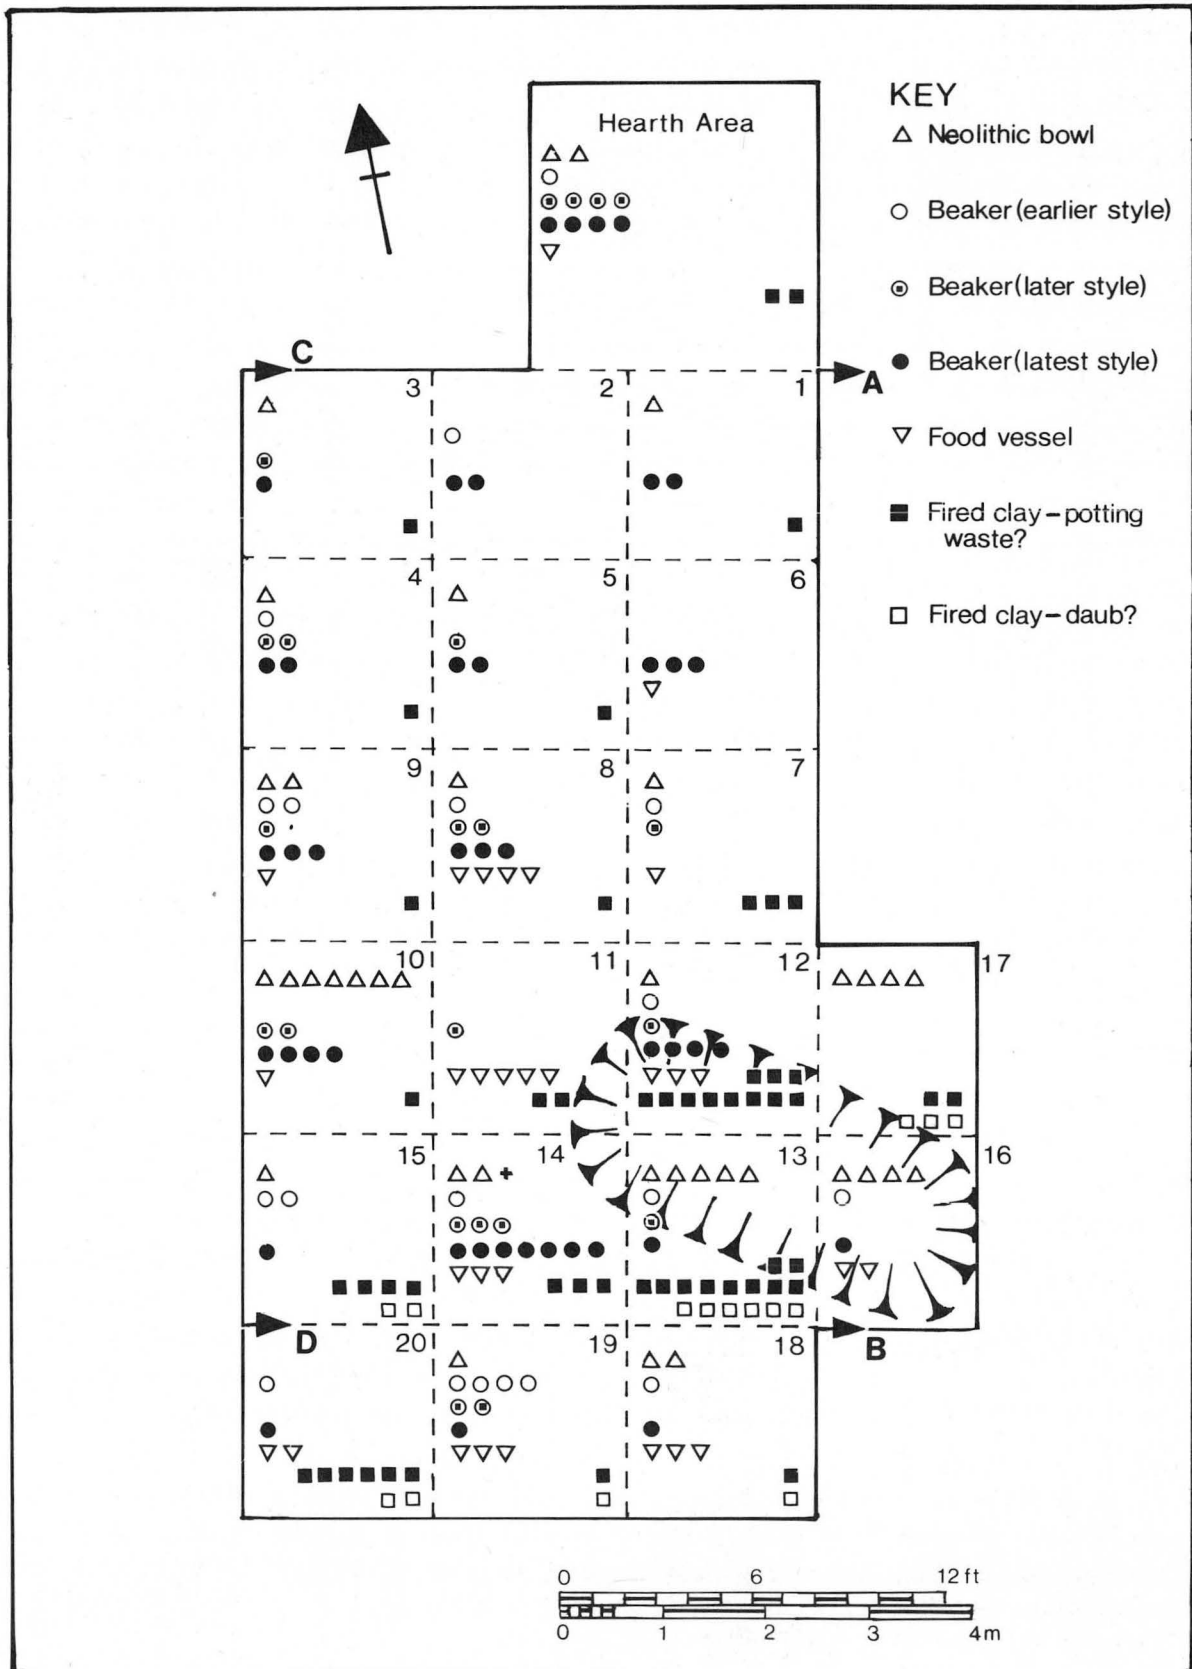 KEY
Hearth Area
Neolithic bowl
Beaker(earlier style)
Beaker(later style)
Beaker(latest style)
Food vessel
Fired clay–potting
waste?
Fired clay–daub?
C
A
3 2 1
4 5 6
9 8 7
10 11 12 17
15 14 13 16
D
B
20 19 18
0 6 12 ft
0 1 2 3 4 m